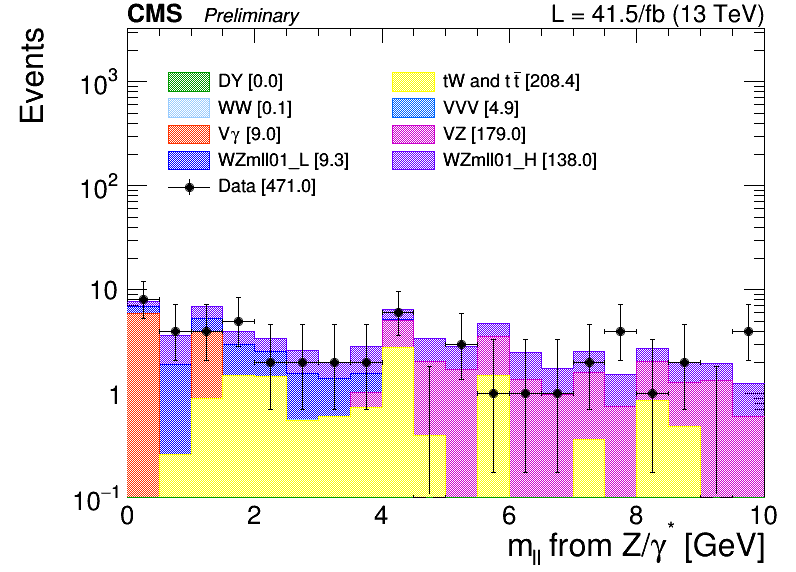 CMS Preliminary L = 41.5/fb (13 TeV)
Events
10³
10²
10
1
10⁻¹
DY [0.0]
tW and tt̅ [208.4]
WW [0.1]
VVV [4.9]
Vγ [9.0]
VZ [179.0]
WZmll01_L [9.3]
WZmll01_H [138.0]
Data [471.0]
0 2 4 6 8 10
m_ll from Z/γ* [GeV]